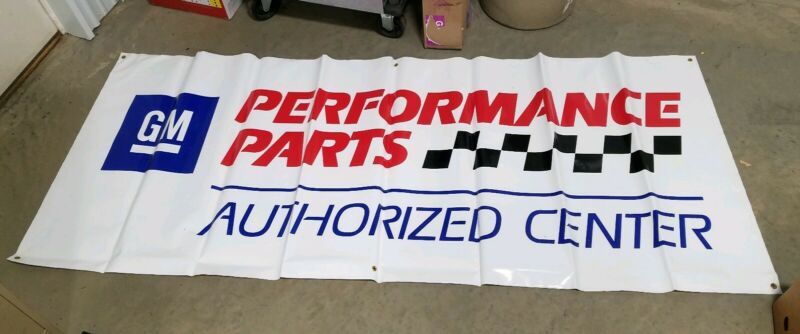 GM
PERFORMANCE
PARTS
AUTHORIZED CENTER